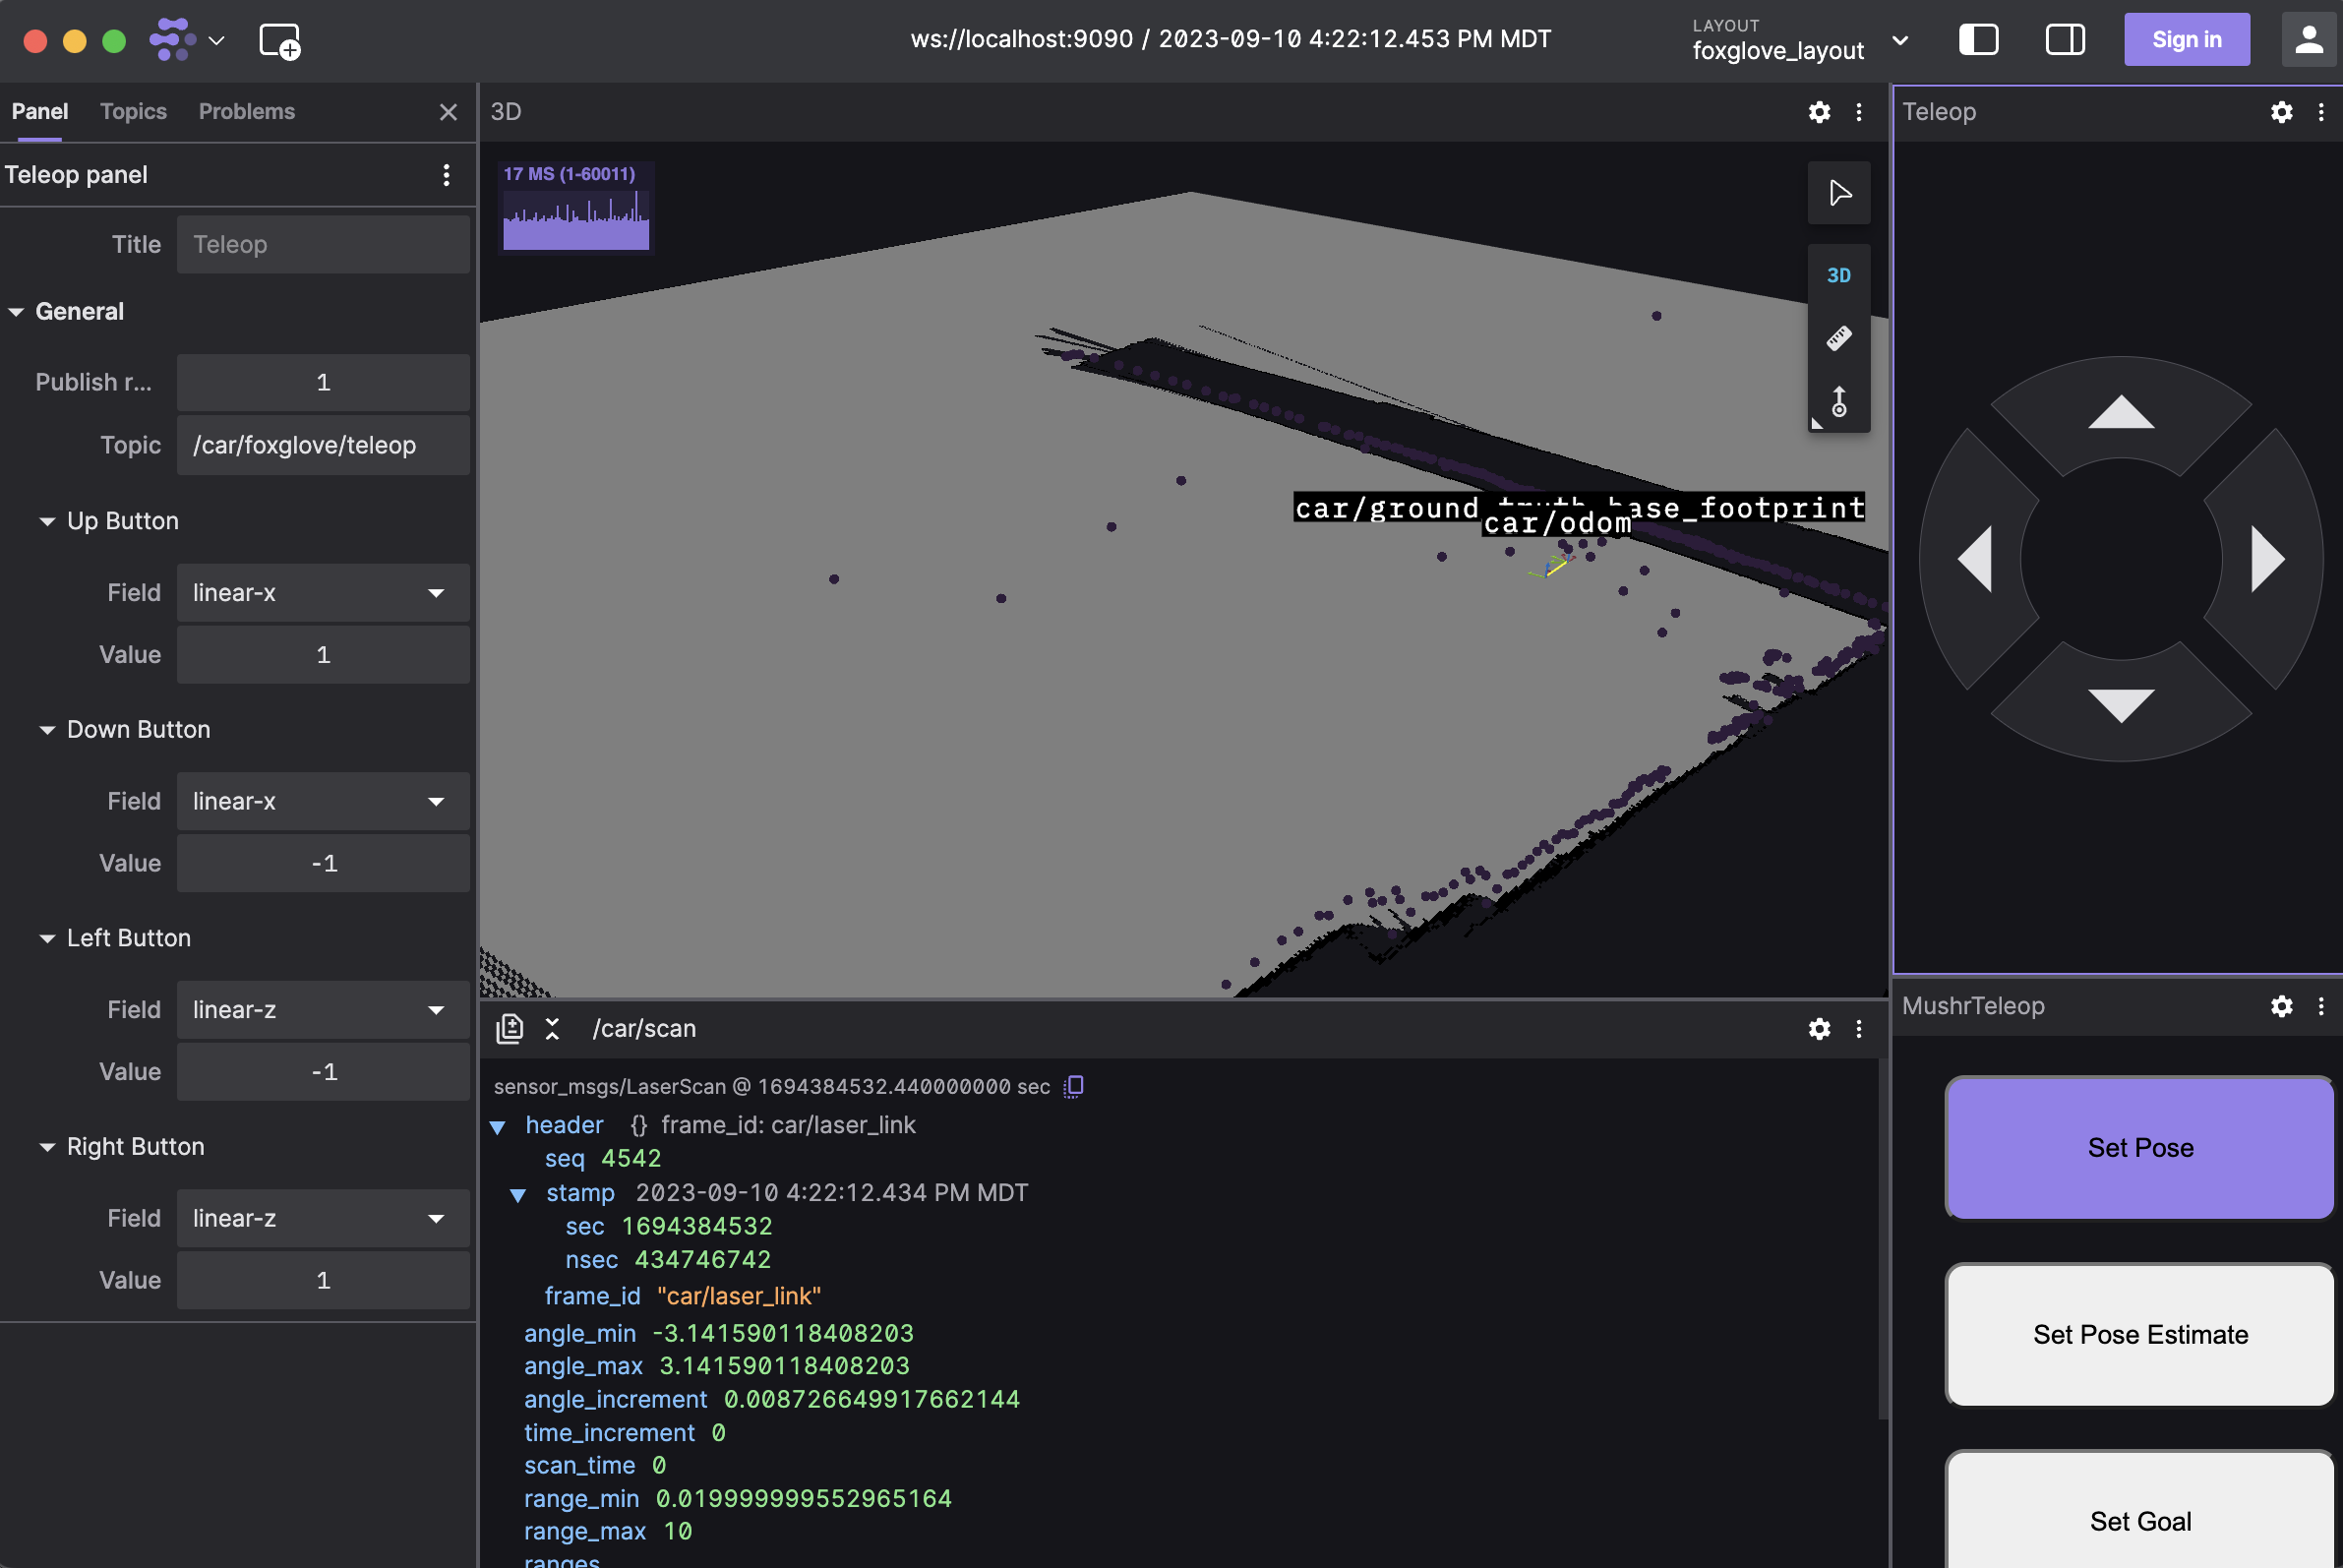 ws://localhost:9090 / 2023-09-10 4:22:12.453 PM MDT
LAYOUT
foxglove_layout
Sign in
Panel
Topics
Problems
Teleop panel
Title
Teleop
General
Publish r...
1
Topic
/car/foxglove/teleop
Up Button
Field
linear-x
Value
1
Down Button
Field
linear-x
Value
-1
Left Button
Field
linear-z
Value
-1
Right Button
Field
linear-z
Value
1
3D
17 MS (1-60011)
3D
car/ground_truth_base_footprint
car/odom
/car/scan
sensor_msgs/LaserScan @ 1694384532.440000000 sec
header {} frame_id: car/laser_link
seq 4542
stamp 2023-09-10 4:22:12.434 PM MDT
sec 1694384532
nsec 434746742
frame_id "car/laser_link"
angle_min -3.141590118408203
angle_max 3.141590118408203
angle_increment 0.008726649917662144
time_increment 0
scan_time 0
range_min 0.0199999999552965164
range_max 10
ranges
Teleop
MushrTeleop
Set Pose
Set Pose Estimate
Set Goal